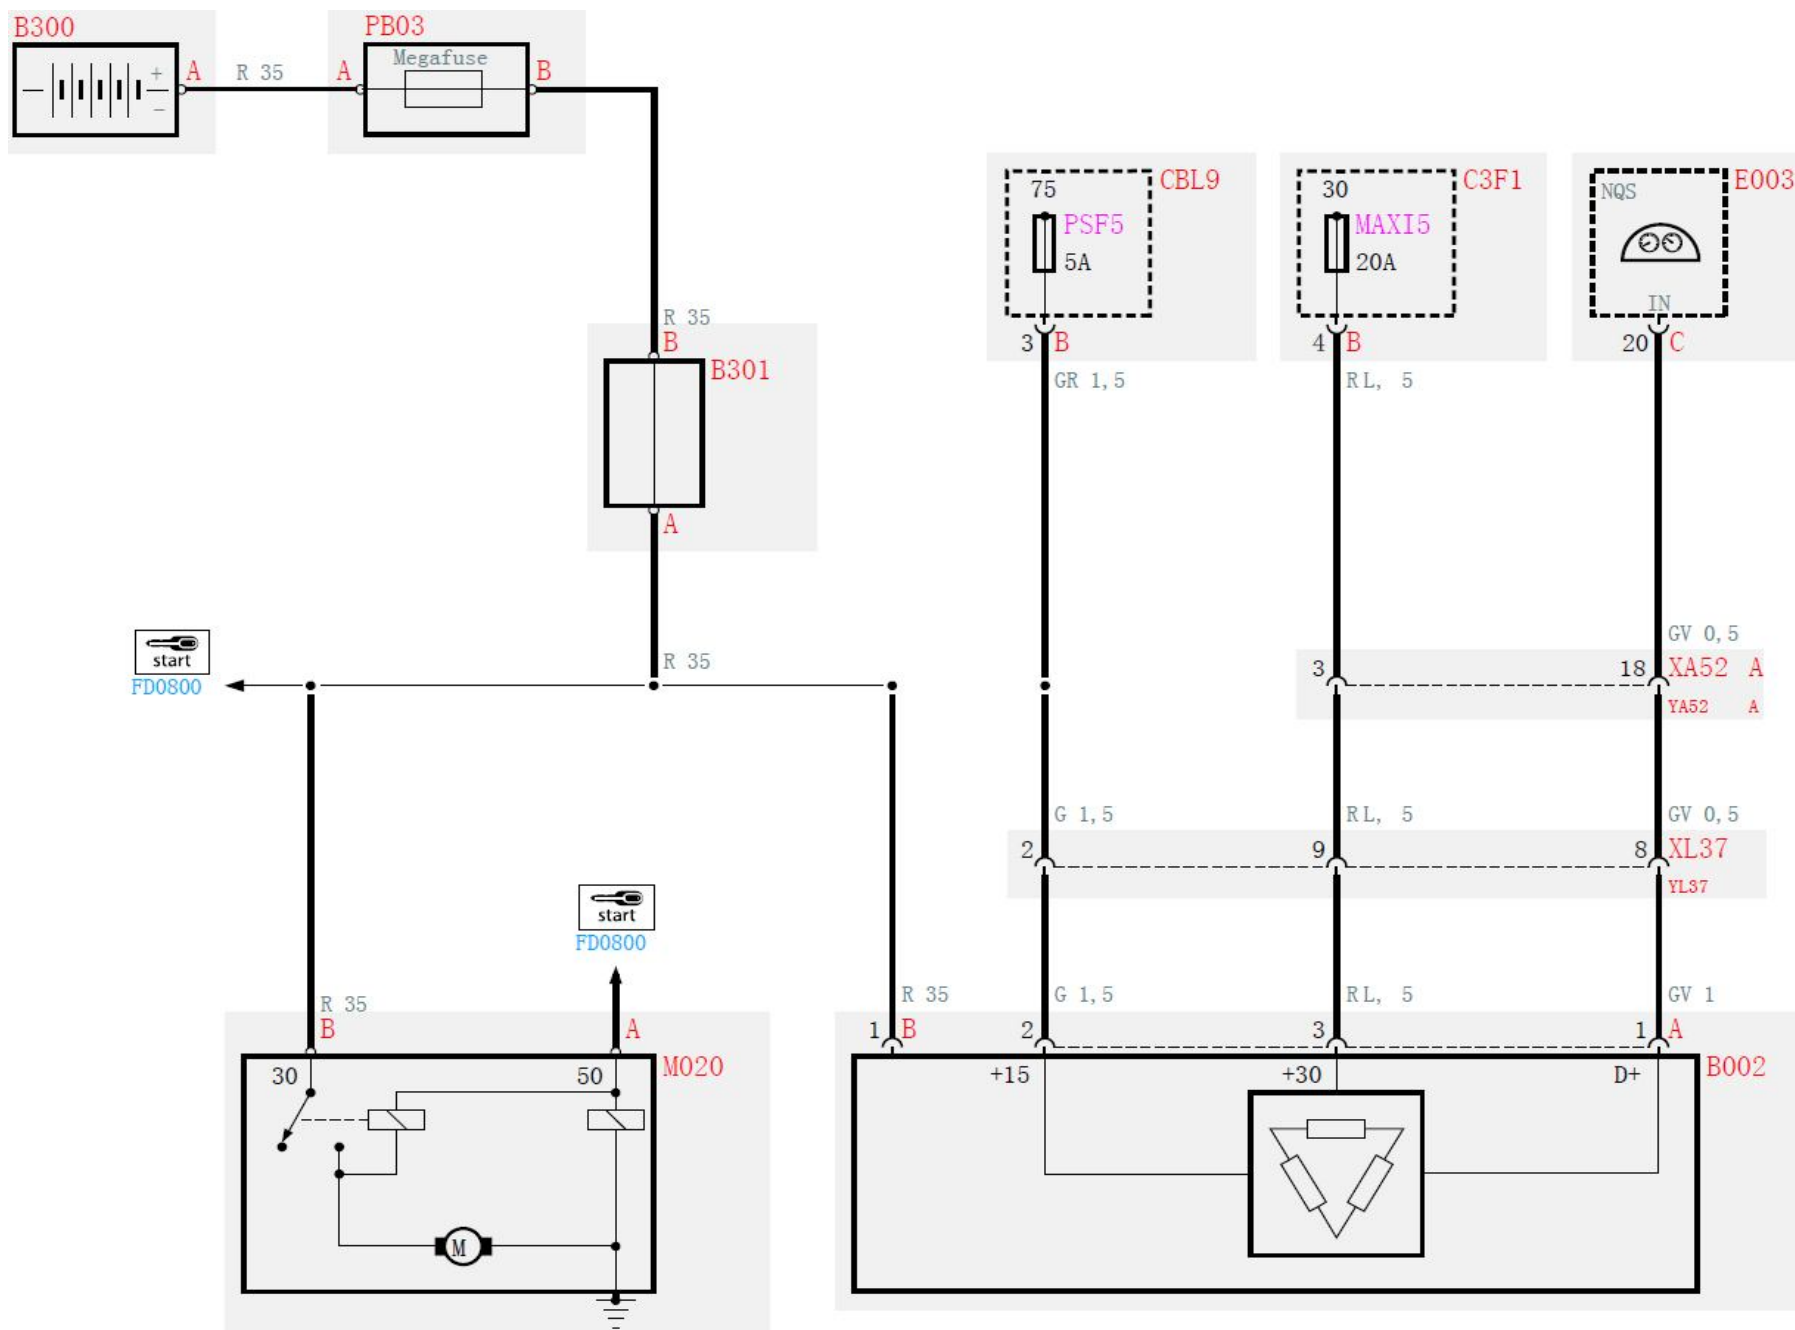 B300
PB03
Megafuse
+
-
A
R 35
A
B
CBL9
75
PSF5
5A
3 B
GR 1,5
C3F1
30
MAXI5
20A
4 B
RL, 5
E003
NQS
IN
20 C
R 35
B
B301
A
start
FD0800
R 35
GV 0,5
3
18 XA52 A
YA52 A
G 1,5
RL, 5
GV 0,5
2
9
8 XL37
YL37
start
FD0800
R 35
B
A
M020
30
50
M
R 35
G 1,5
RL, 5
GV 1
1 B
2
3
1 A
B002
+15
+30
D+